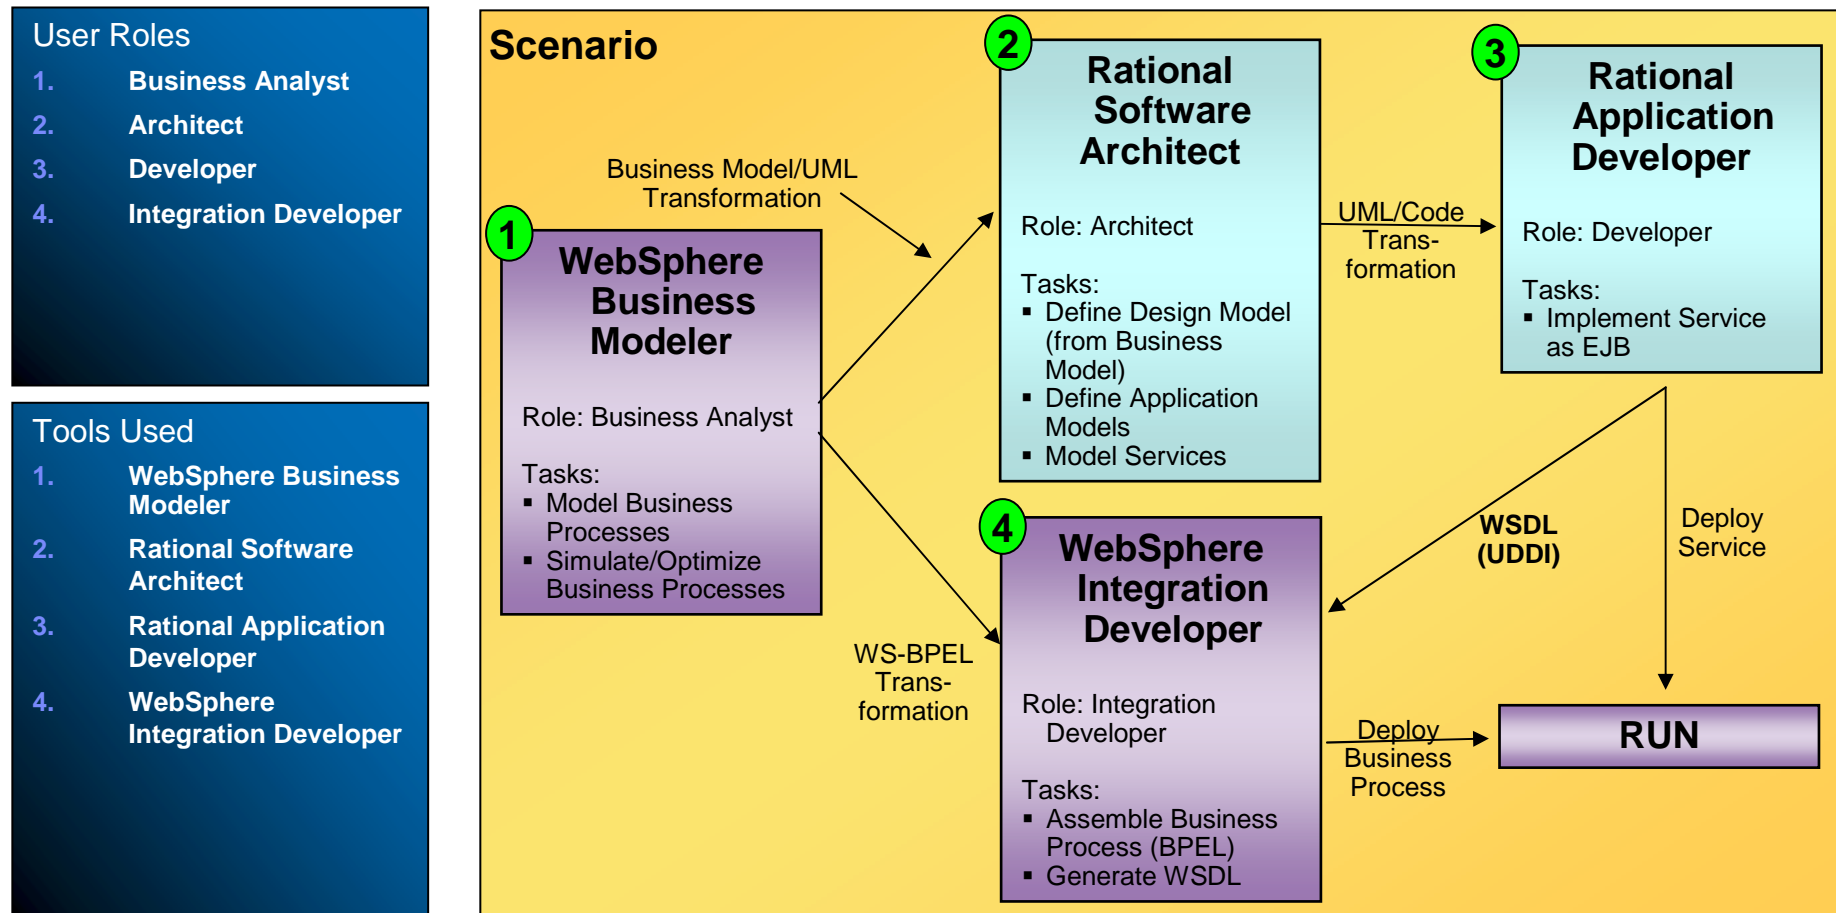 User Roles
1. Business Analyst
2. Architect
3. Developer
4. Integration Developer
Tools Used
1. WebSphere Business
Modeler
2. Rational Software
Architect
3. Rational Application
Developer
4. WebSphere
Integration Developer
Scenario
Business Model/UML
Transformation
1
WebSphere
Business
Modeler
Role: Business Analyst
Tasks:
▪ Model Business
Processes
▪ Simulate/Optimize
Business Processes
2
Rational
Software
Architect
Role: Architect
Tasks:
▪ Define Design Model
(from Business
Model)
▪ Define Application
Models
▪ Model Services
UML/Code
Trans-
formation
3
Rational
Application
Developer
Role: Developer
Tasks:
▪ Implement Service
as EJB
WS-BPEL
Trans-
formation
4
WebSphere
Integration
Developer
Role: Integration
Developer
Tasks:
▪ Assemble Business
Process (BPEL)
▪ Generate WSDL
WSDL
(UDDI)
Deploy
Service
Deploy
Business
Process
RUN